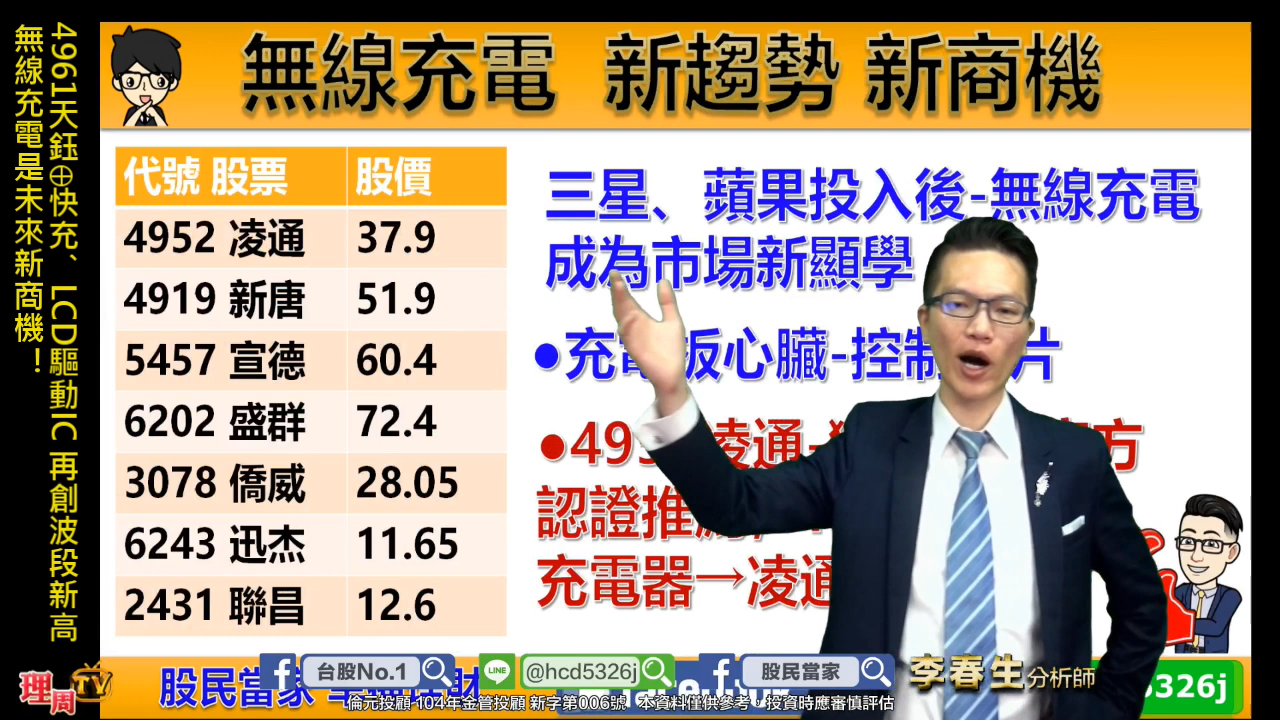 4961天鈺⊕快充、LCD驅動IC 再創波段新高
無線充電是未來新商機！
無線充電 新趨勢 新商機
代號 股票 股價
4952 凌通 37.9
4919 新唐 51.9
5457 宣德 60.4
6202 盛群 72.4
3078 僑威 28.05
6243 迅杰 11.65
2431 聯昌 12.6
三星、蘋果投入後-無線充電
成為市場新顯學
●充電板心臟-控制 片
●495 凌通 方
認證推
充電器→凌通
理周TV
股民當家
台股No.1
LINE
@hcd5326j
股民當家
李春生分析師
5326j
倫元投顧-104年金管投顧 新字第006號 本資料僅供參考，投資時應審慎評估